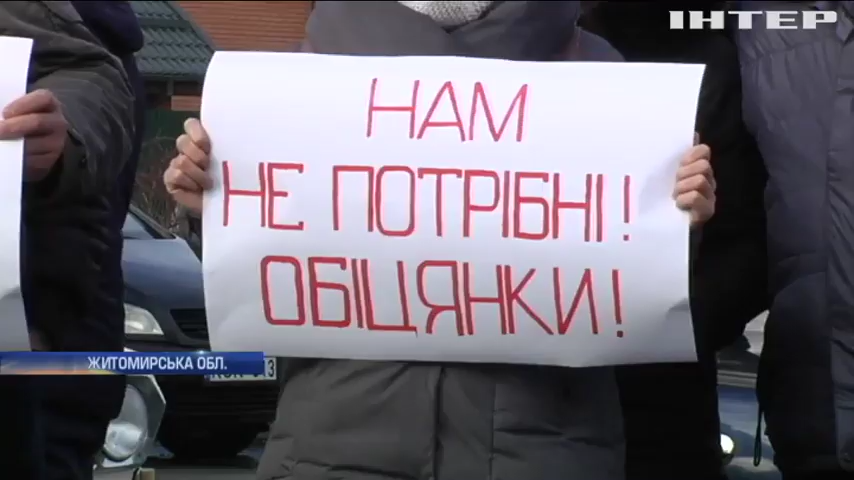 ІНТЕР
НАМ
НЕ ПОТРІБНІ!
ОБІЦЯНКИ!
ЖИТОМИРСЬКА ОБЛ.